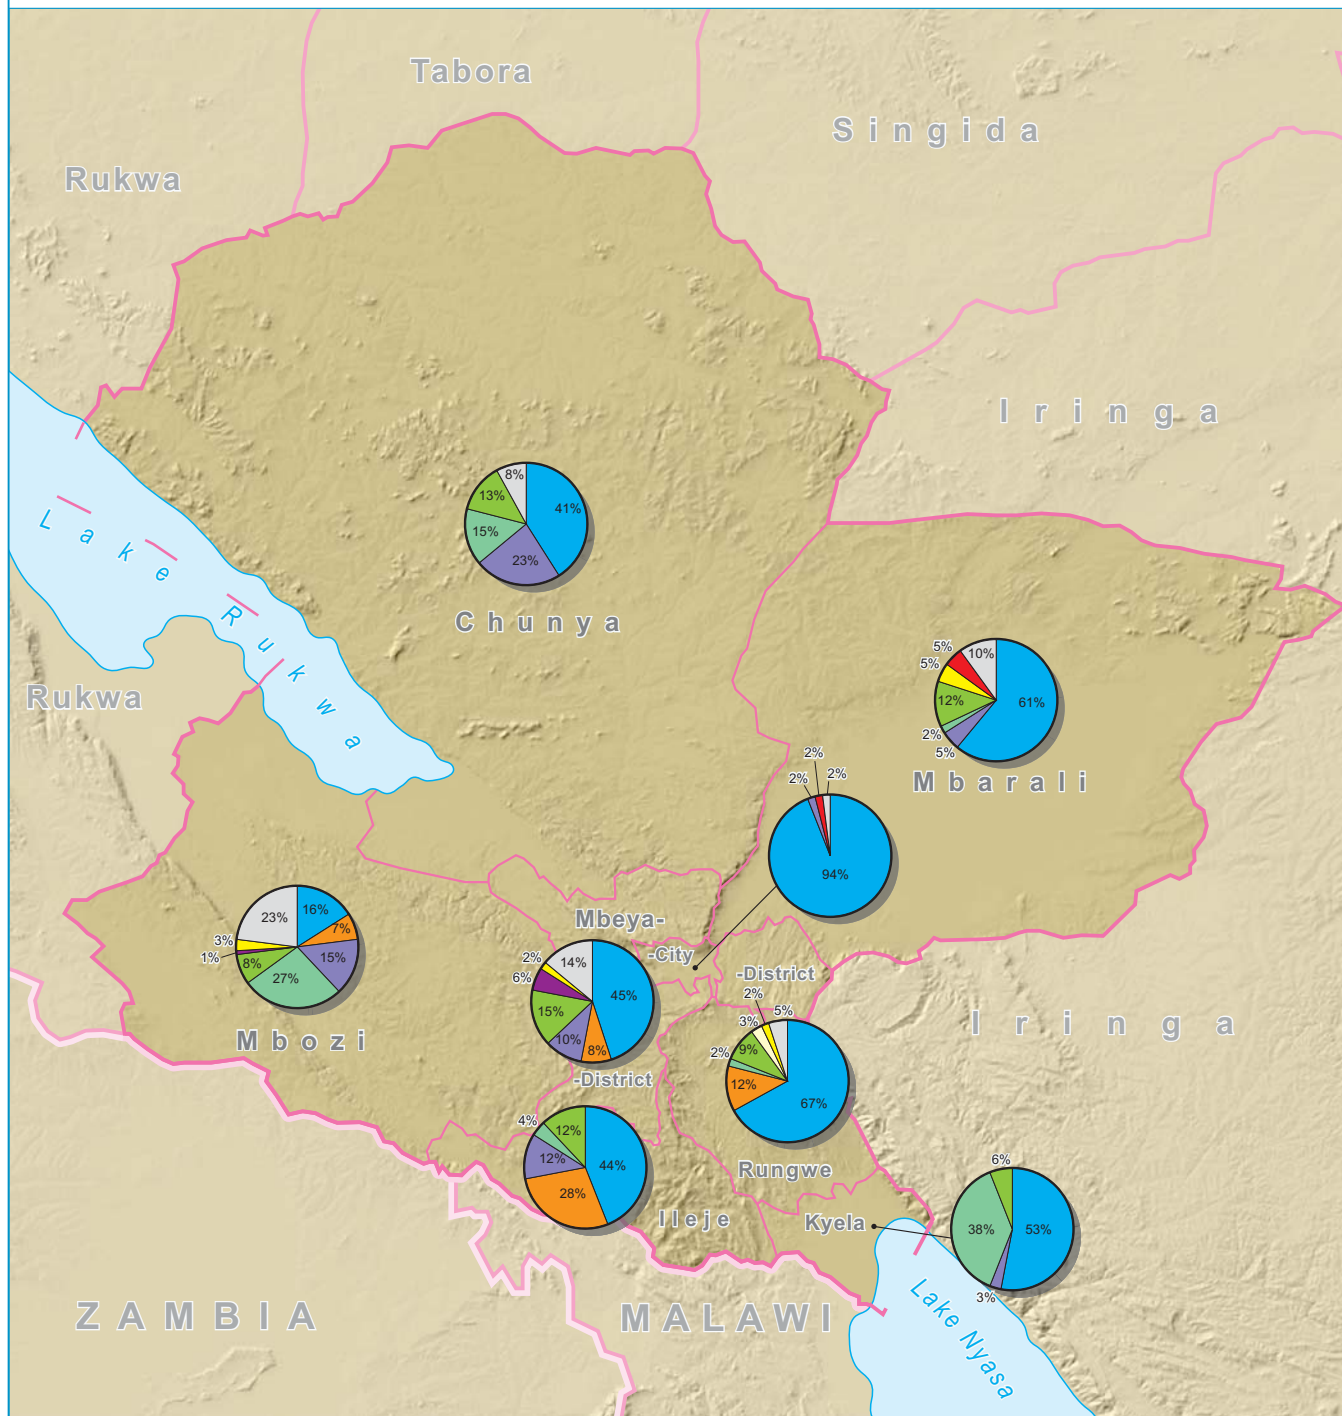 Tabora
Singida
Rukwa
Iringa
8%
13%
41%
15%
23%
Chunya
Lake Rukwa
Rukwa
5%
10%
5%
61%
12%
2%
5%
Mbarali
2%
2%
2%
94%
23%
16%
7%
3%
1%
15%
8%
27%
Mbozi
Mbeya-
-City
-District
2%
14%
6%
45%
15%
10%
8%
-District
2%
5%
3%
9%
2%
12%
67%
Rungwe
Iringa
4%
12%
44%
12%
28%
Ileje
Kyela
6%
38%
53%
3%
ZAMBIA
MALAWI
Lake Nyasa